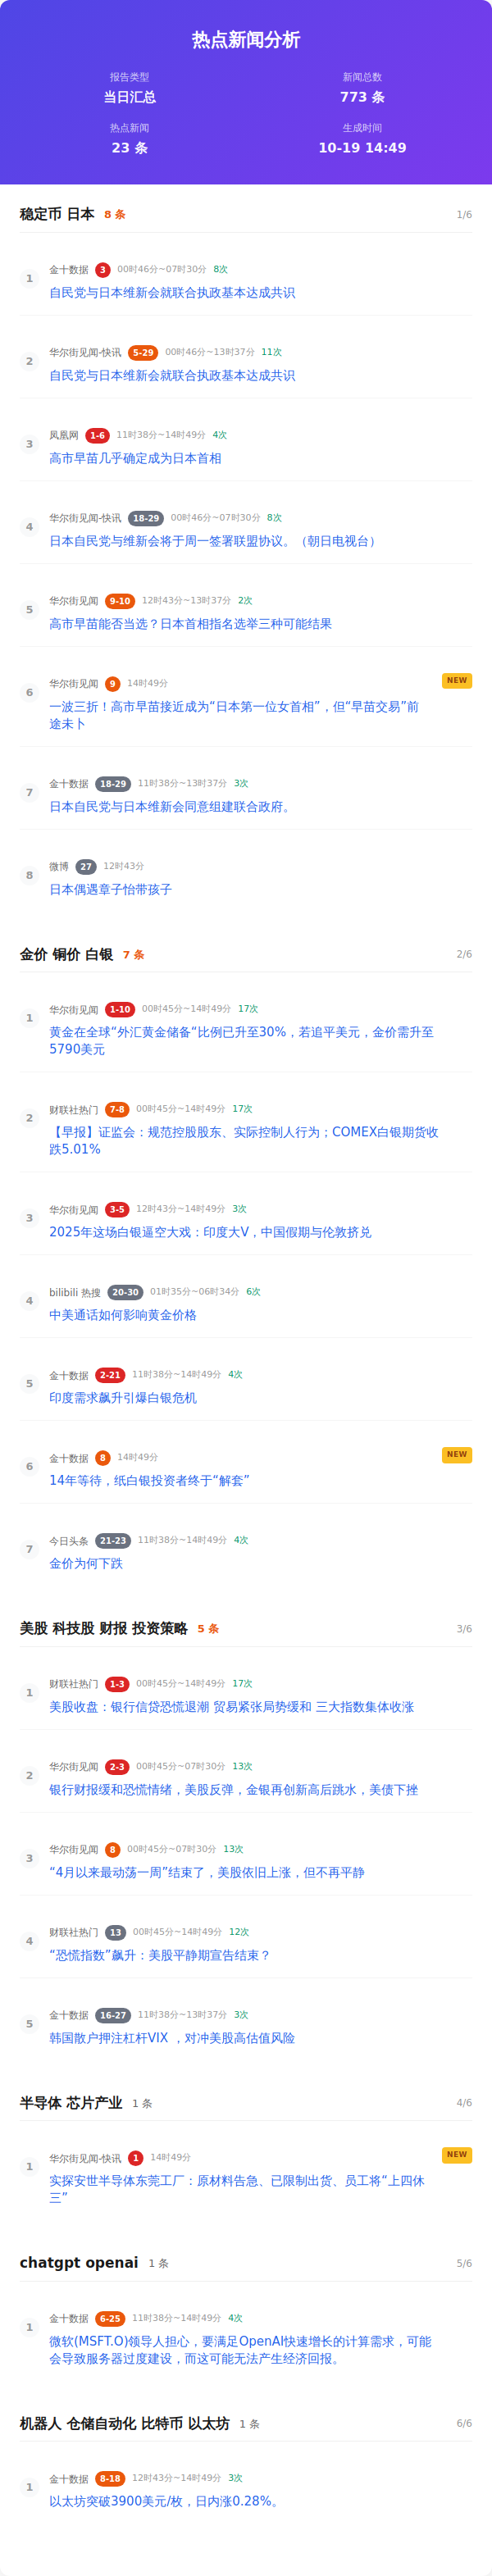 热点新闻分析
报告类型
当日汇总
新闻总数
773 条
热点新闻
23 条
生成时间
10-19 14:49
稳定币 日本 8 条 1/6
1 金十数据 3 00时46分~07时30分 8次
自民党与日本维新会就联合执政基本达成共识
2 华尔街见闻-快讯 5-29 00时46分~13时37分 11次
自民党与日本维新会就联合执政基本达成共识
3 凤凰网 1-6 11时38分~14时49分 4次
高市早苗几乎确定成为日本首相
4 华尔街见闻-快讯 18-29 00时46分~07时30分 8次
日本自民党与维新会将于周一签署联盟协议。（朝日电视台）
5 华尔街见闻 9-10 12时43分~13时37分 2次
高市早苗能否当选？日本首相指名选举三种可能结果
6 华尔街见闻 9 14时49分 NEW
一波三折！高市早苗接近成为“日本第一位女首相”，但“早苗交易”前
途未卜
7 金十数据 18-29 11时38分~13时37分 3次
日本自民党与日本维新会同意组建联合政府。
8 微博 27 12时43分
日本偶遇章子怡带孩子
金价 铜价 白银 7 条 2/6
1 华尔街见闻 1-10 00时45分~14时49分 17次
黄金在全球“外汇黄金储备”比例已升至30%，若追平美元，金价需升至
5790美元
2 财联社热门 7-8 00时45分~14时49分 17次
【早报】证监会：规范控股股东、实际控制人行为；COMEX白银期货收
跌5.01%
3 华尔街见闻 3-5 12时43分~14时49分 3次
2025年这场白银逼空大戏：印度大V，中国假期与伦敦挤兑
4 bilibili 热搜 20-30 01时35分~06时34分 6次
中美通话如何影响黄金价格
5 金十数据 2-21 11时38分~14时49分 4次
印度需求飙升引爆白银危机
6 金十数据 8 14时49分 NEW
14年等待，纸白银投资者终于“解套”
7 今日头条 21-23 11时38分~14时49分 4次
金价为何下跌
美股 科技股 财报 投资策略 5 条 3/6
1 财联社热门 1-3 00时45分~14时49分 17次
美股收盘：银行信贷恐慌退潮 贸易紧张局势缓和 三大指数集体收涨
2 华尔街见闻 2-3 00时45分~07时30分 13次
银行财报缓和恐慌情绪，美股反弹，金银再创新高后跳水，美债下挫
3 华尔街见闻 8 00时45分~07时30分 13次
“4月以来最动荡一周”结束了，美股依旧上涨，但不再平静
4 财联社热门 13 00时45分~14时49分 12次
“恐慌指数”飙升：美股平静期宣告结束？
5 金十数据 16-27 11时38分~13时37分 3次
韩国散户押注杠杆VIX ，对冲美股高估值风险
半导体 芯片产业 1 条 4/6
1 华尔街见闻-快讯 1 14时49分 NEW
实探安世半导体东莞工厂：原材料告急、已限制出货、员工将“上四休
三”
chatgpt openai 1 条 5/6
1 金十数据 6-25 11时38分~14时49分 4次
微软(MSFT.O)领导人担心，要满足OpenAI快速增长的计算需求，可能
会导致服务器过度建设，而这可能无法产生经济回报。
机器人 仓储自动化 比特币 以太坊 1 条 6/6
1 金十数据 8-18 12时43分~14时49分 3次
以太坊突破3900美元/枚，日内涨0.28%。